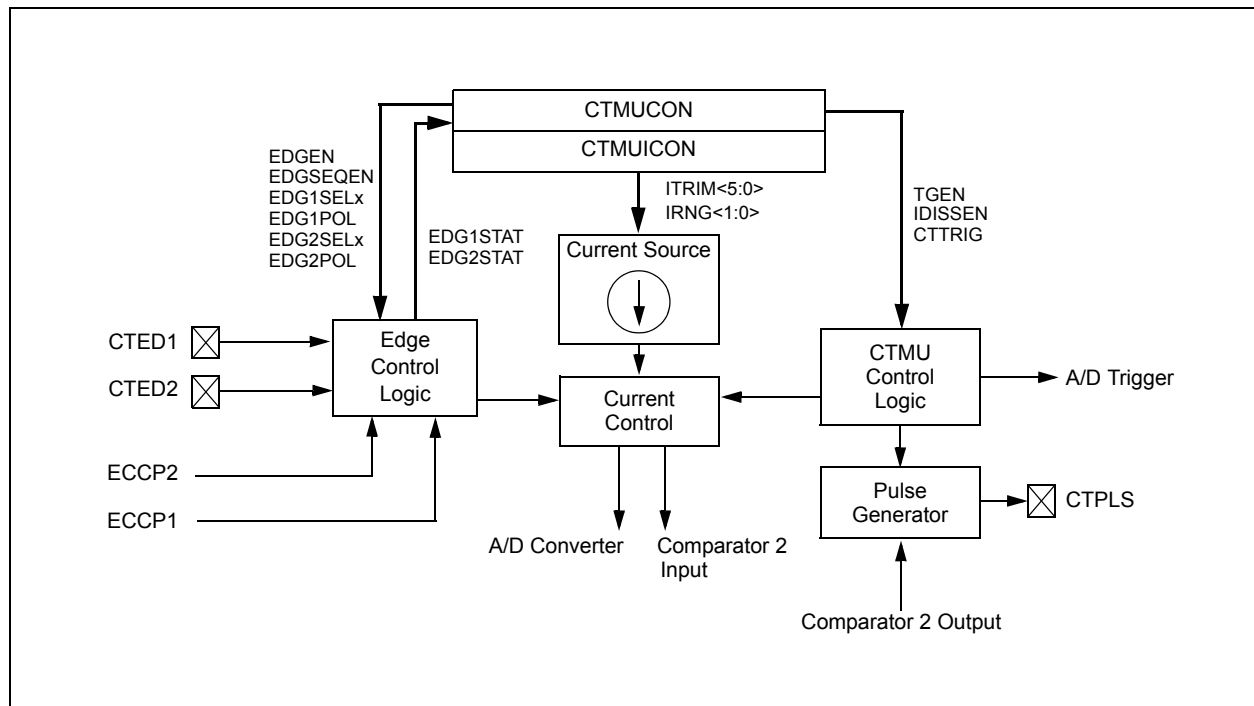 CTMUCON
CTMUICON
EDGEN
EDGSEQEN
EDG1SELx
EDG1POL
EDG2SELx
EDG2POL
EDG1STAT
EDG2STAT
ITRIM<5:0>
IRNG<1:0>
TGEN
IDISSEN
CTTRIG
Current Source
CTED1
CTED2
Edge
Control
Logic
Current
Control
CTMU
Control
Logic
A/D Trigger
ECCP2
ECCP1
Pulse
Generator
CTPLS
A/D Converter
Comparator 2
Input
Comparator 2 Output